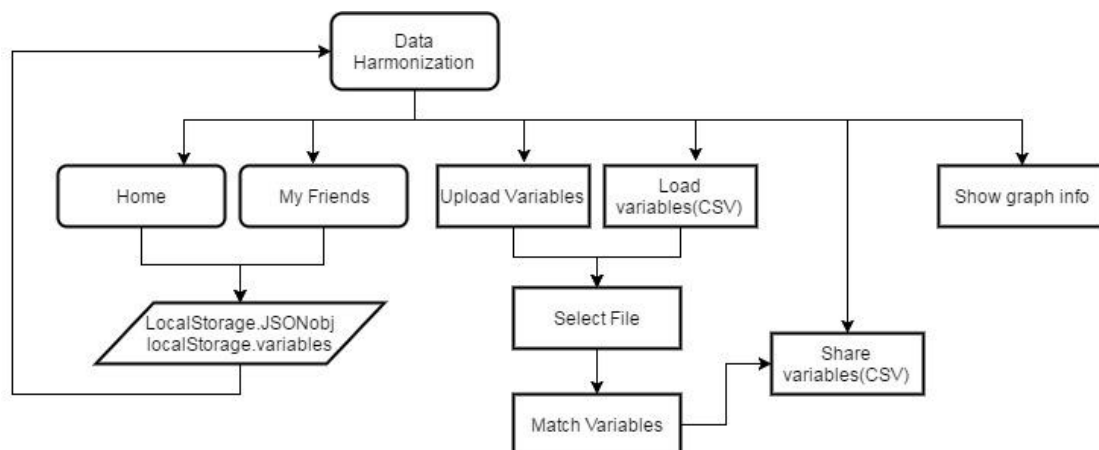 Data
Harmonization
Home
My Friends
Upload Variables
Load
variables(CSV)
Show graph info
LocalStorage.JSONobj
localStorage.variables
Select File
Share
variables(CSV)
Match Variables